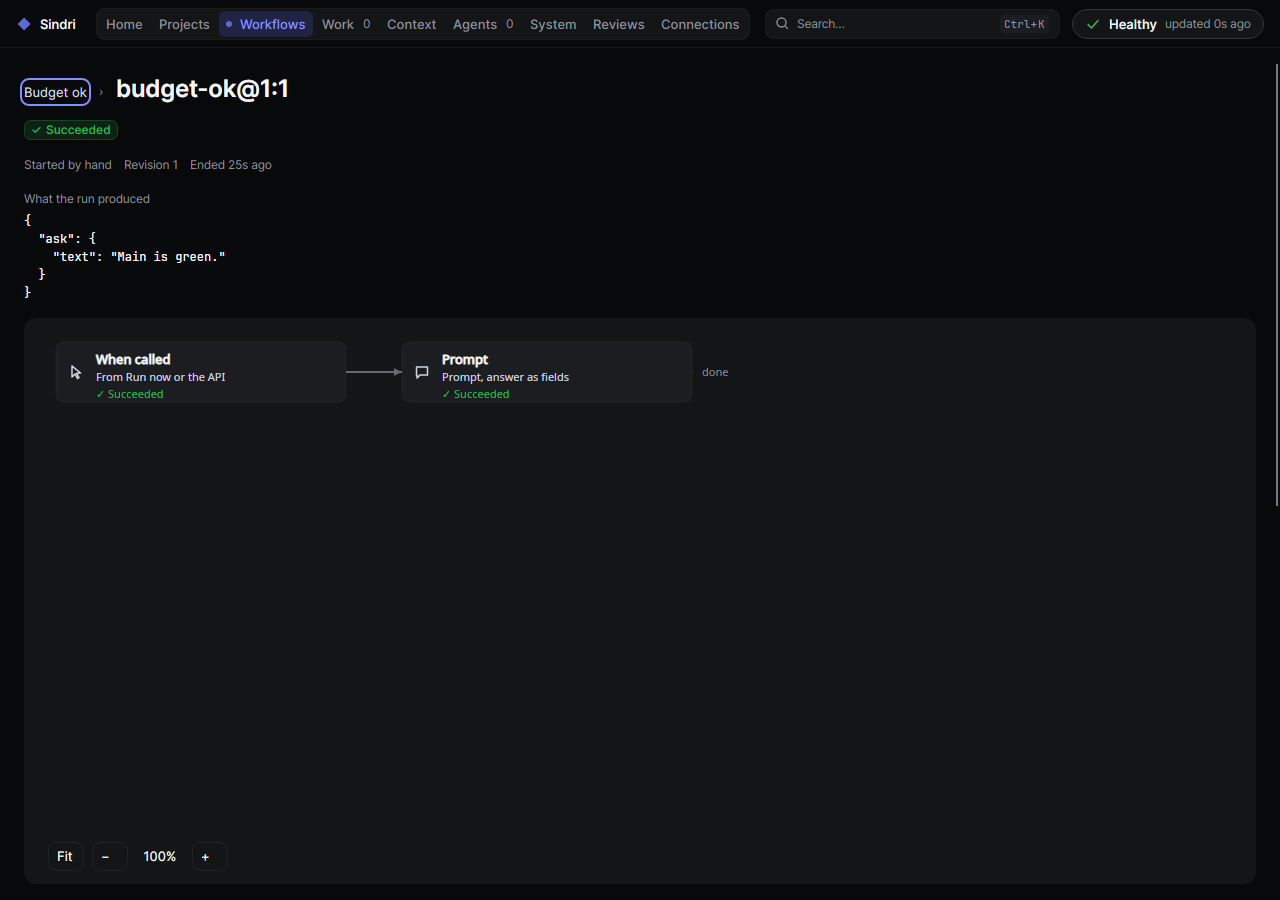 Sindri Home Projects Workflows Work 0 Context Agents 0 System Reviews Connections Search... Ctrl+K Healthy updated 0s ago
Budget ok › budget-ok@1:1
✓ Succeeded
Started by hand Revision 1 Ended 25s ago
What the run produced
{
  "ask": {
    "text": "Main is green."
  }
}
When called
From Run now or the API
✓ Succeeded
Prompt
Prompt, answer as fields
✓ Succeeded
done
Fit − 100% +